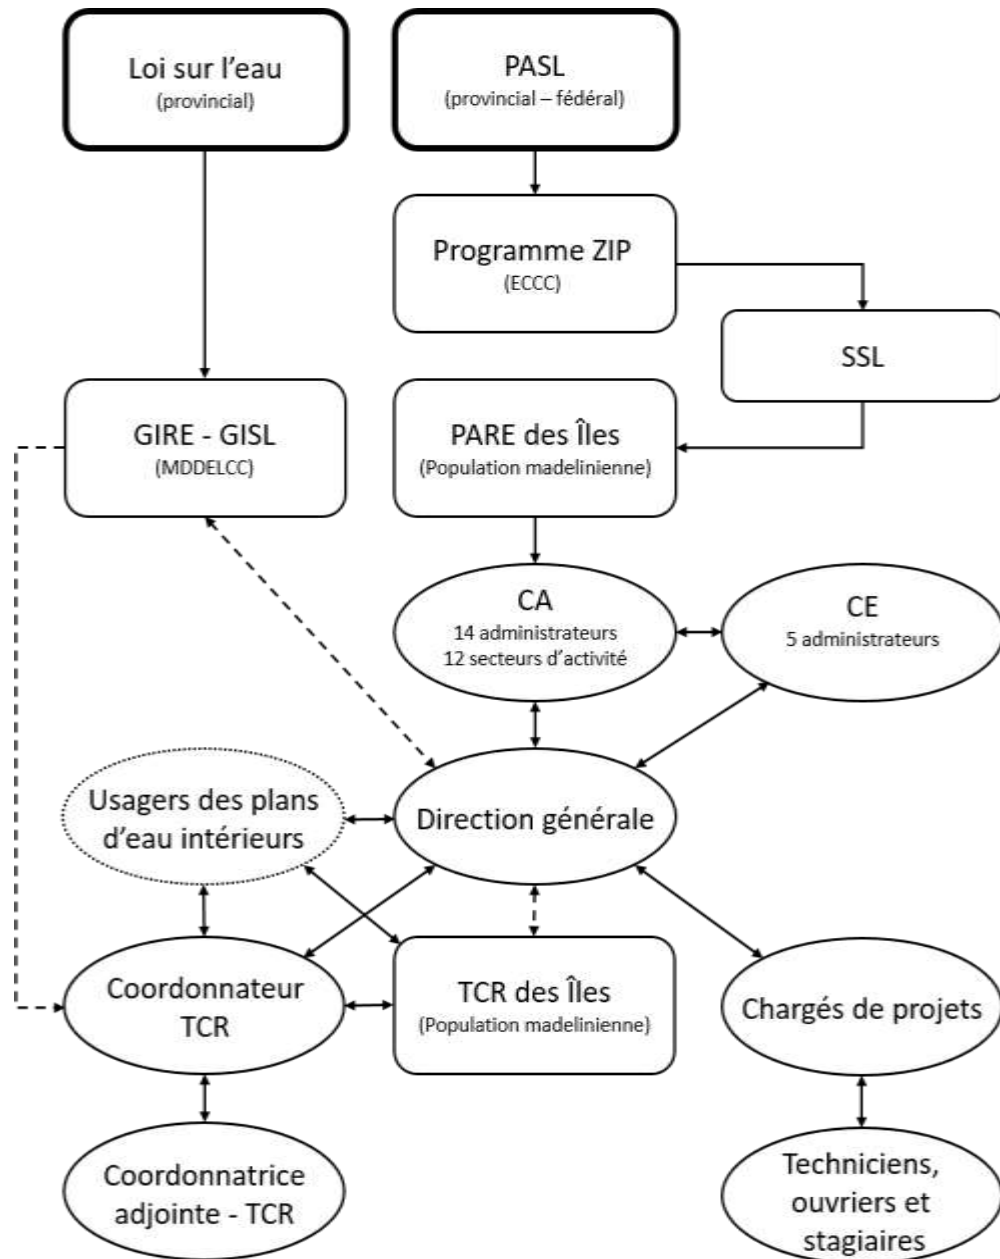 Loi sur l'eau
(provincial)
PASL
(provincial – fédéral)
Programme ZIP
(ECCC)
SSL
GIRE - GISL
(MDDELCC)
PARE des Îles
(Population madelinienne)
CA
14 administrateurs
12 secteurs d'activité
CE
5 administrateurs
Usagers des plans
d'eau intérieurs
Direction générale
Coordonnateur
TCR
TCR des Îles
(Population madelinienne)
Chargés de projets
Coordonnatrice
adjointe - TCR
Techniciens,
ouvriers et
stagiaires